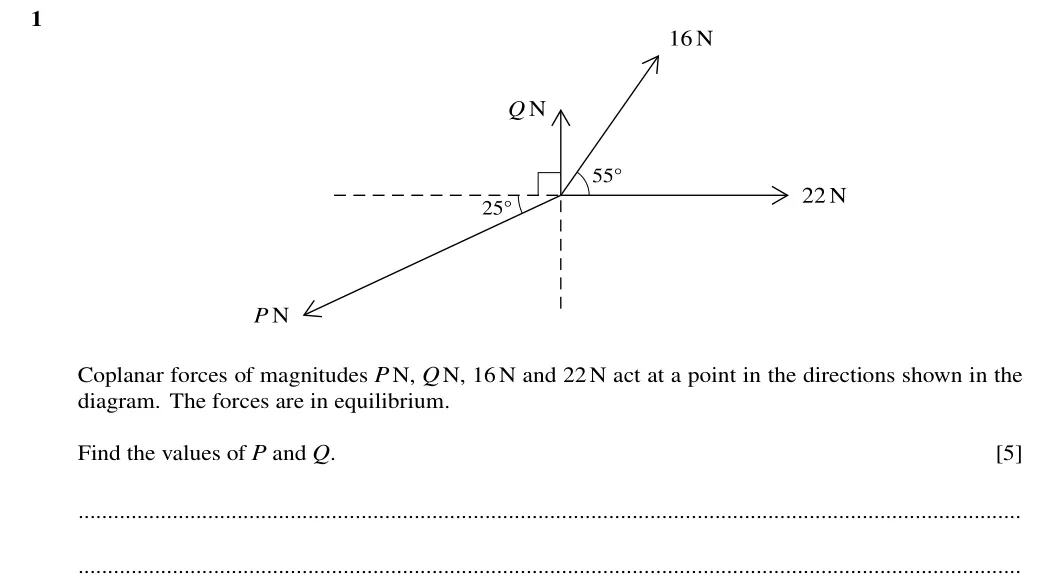 1
16 N
Q N
55°
22 N
25°
P N
Coplanar forces of magnitudes P N, Q N, 16 N and 22 N act at a point in the directions shown in the
diagram. The forces are in equilibrium.
Find the values of P and Q. [5]